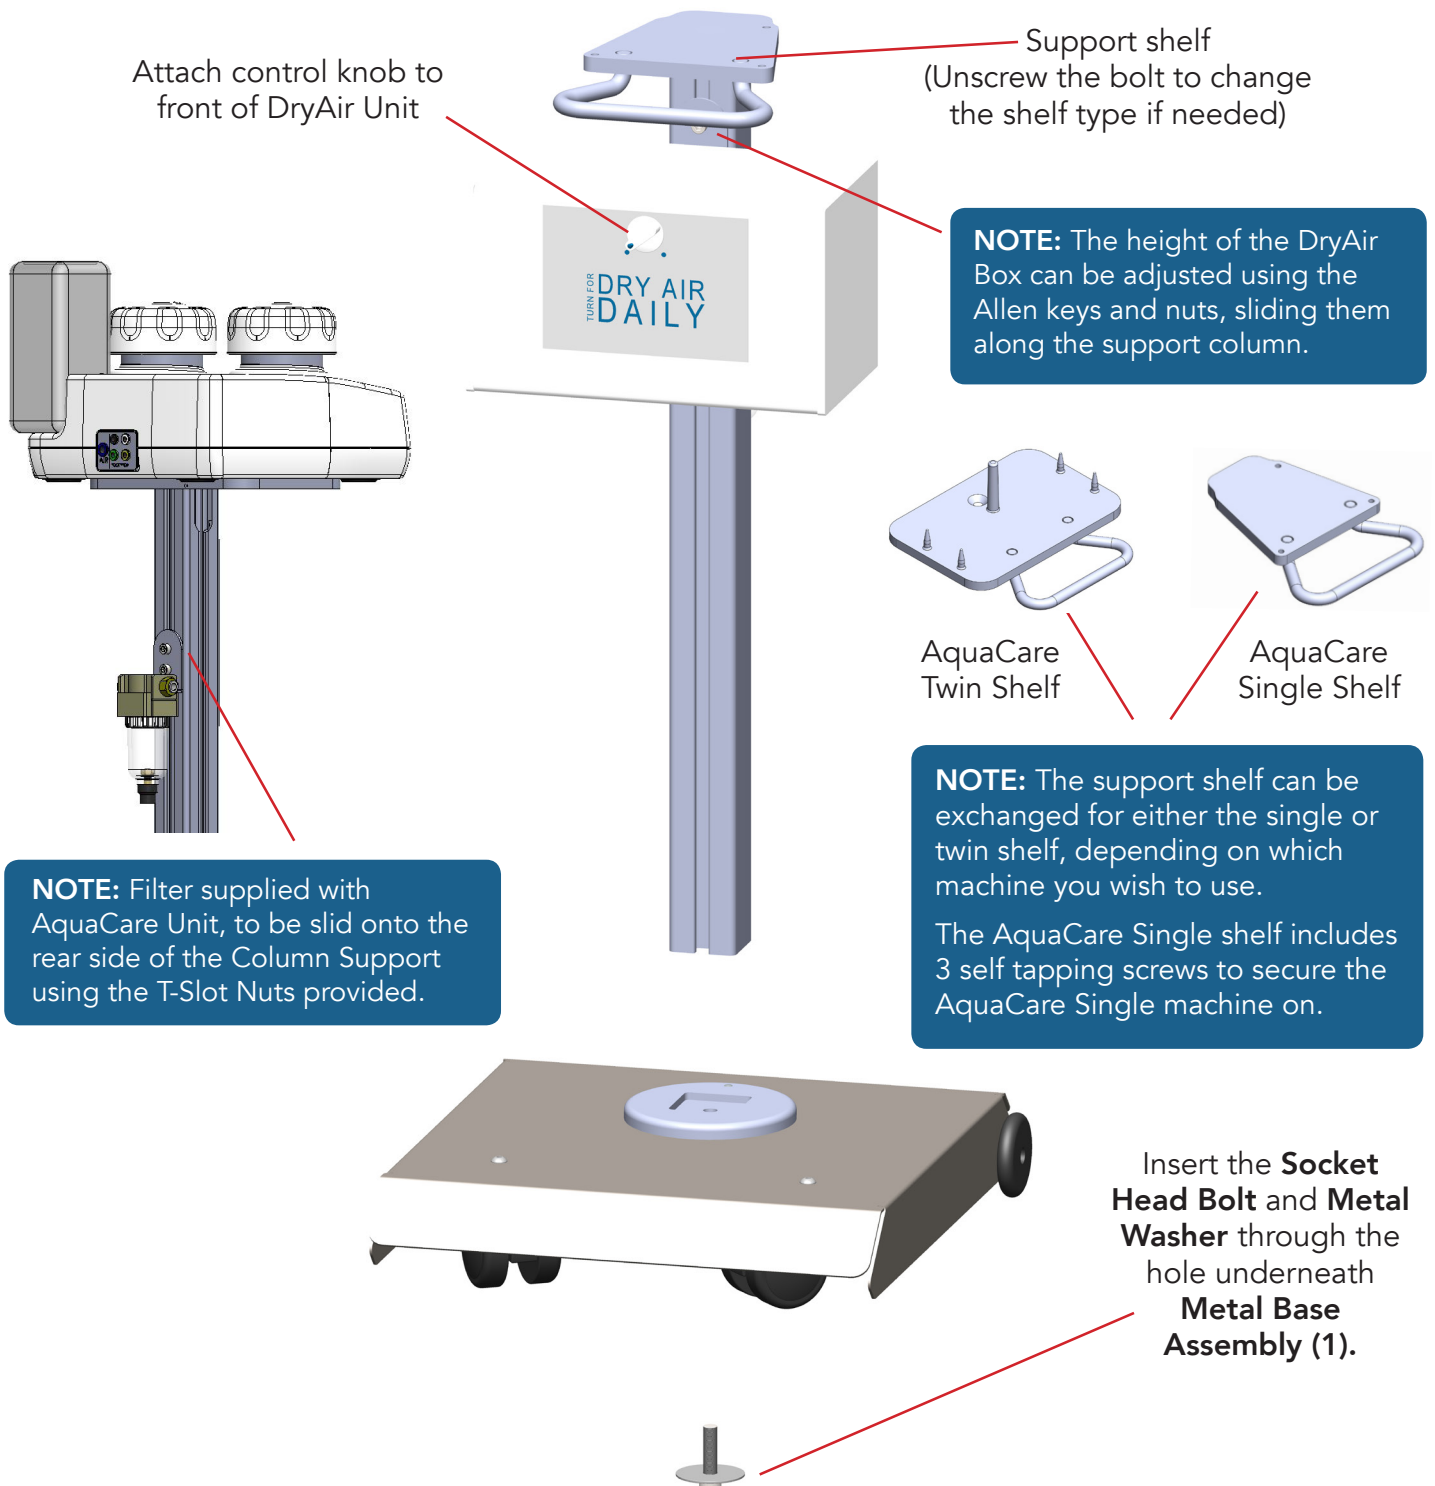 Attach control knob to
front of DryAir Unit
Support shelf
(Unscrew the bolt to change
the shelf type if needed)
TURN FOR
DRY AIR
DAILY
NOTE: The height of the DryAir
Box can be adjusted using the
Allen keys and nuts, sliding them
along the support column.
AquaCare
Twin Shelf
AquaCare
Single Shelf
NOTE: The support shelf can be
exchanged for either the single or
twin shelf, depending on which
machine you wish to use.
The AquaCare Single shelf includes
3 self tapping screws to secure the
AquaCare Single machine on.
NOTE: Filter supplied with
AquaCare Unit, to be slid onto the
rear side of the Column Support
using the T-Slot Nuts provided.
Insert the Socket
Head Bolt and Metal
Washer through the
hole underneath
Metal Base
Assembly (1).